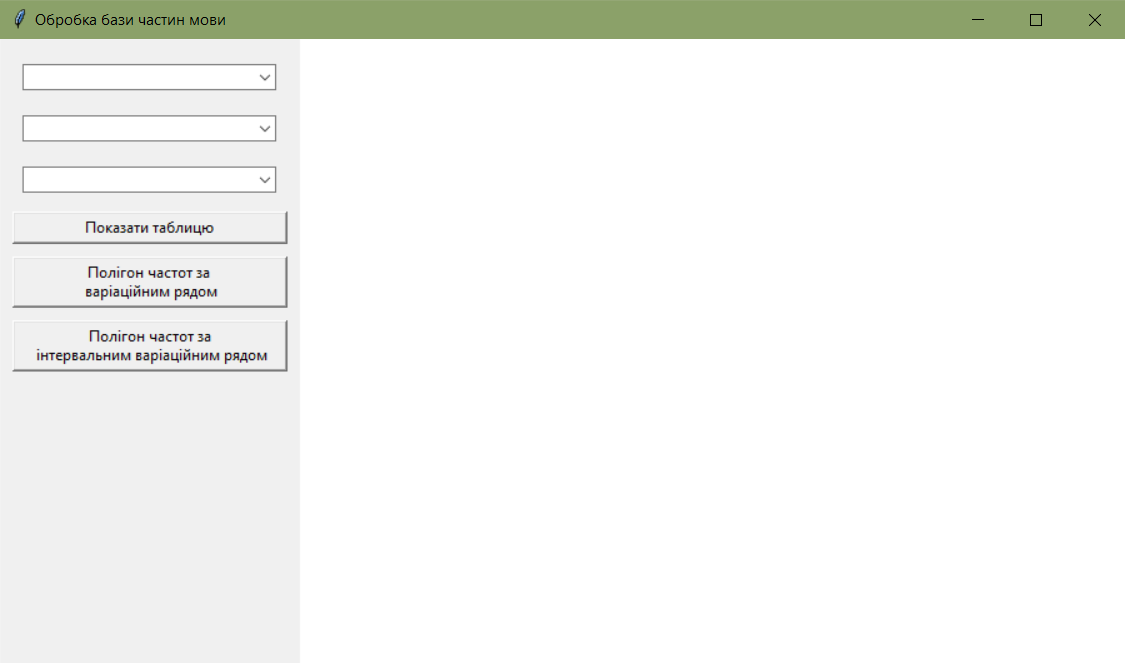 Обробка бази частин мови
Показати таблицю
Полігон частот за
варіаційним рядом
Полігон частот за
інтервальним варіаційним рядом